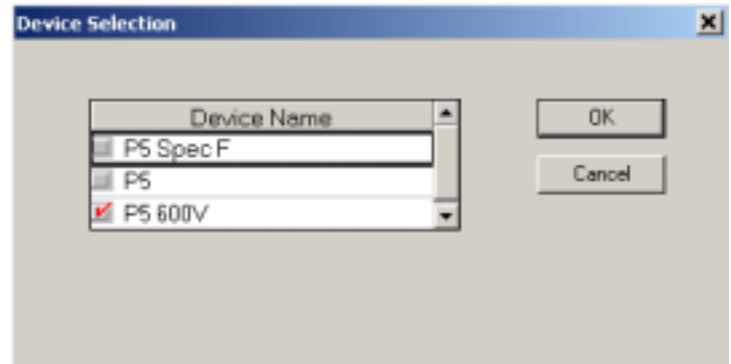 Device Selection
Device Name
OK
P5 Spec F
P5
Cancel
P5 600V